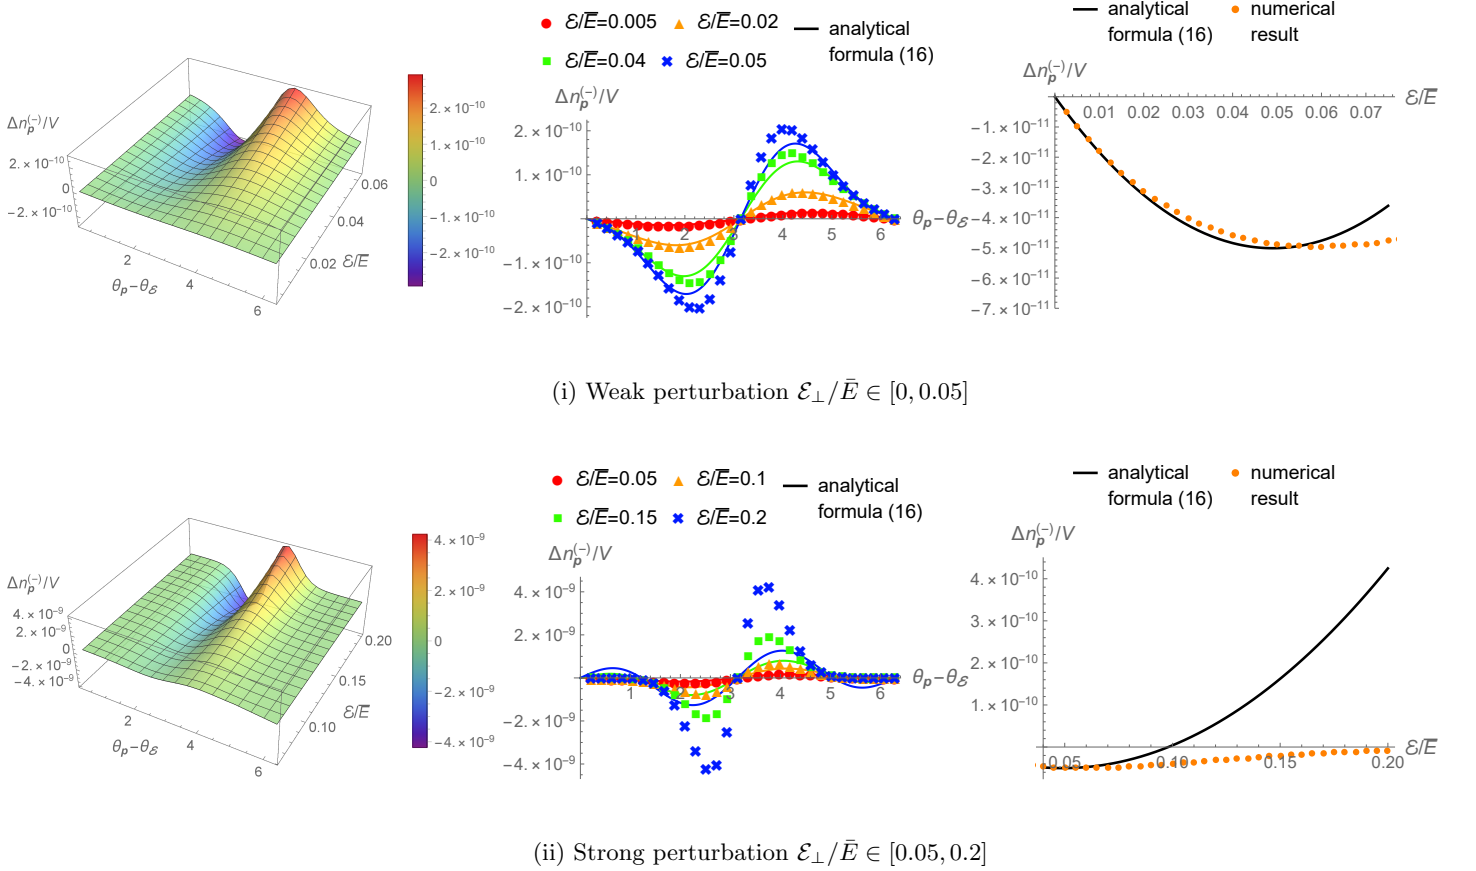 Δn_p^(−)/V
2.×10⁻¹⁰
0
−2.×10⁻¹⁰
2
4
6
θ_p−θ_ℰ
0.02
0.04
0.06
ℰ/E̅
2.×10⁻¹⁰
1.×10⁻¹⁰
0
−1.×10⁻¹⁰
−2.×10⁻¹⁰
ℰ/E̅=0.005 ℰ/E̅=0.02 analytical
ℰ/E̅=0.04 ℰ/E̅=0.05 formula (16)
Δn_p^(−)/V
2.×10⁻¹⁰
1.×10⁻¹⁰
−1.×10⁻¹⁰
−2.×10⁻¹⁰
1 2 3 4 5 6 θ_p−θ_ℰ
analytical numerical
formula (16) result
Δn_p^(−)/V
0.01 0.02 0.03 0.04 0.05 0.06 0.07 ℰ/E̅
−1.×10⁻¹¹
−2.×10⁻¹¹
−3.×10⁻¹¹
−4.×10⁻¹¹
−5.×10⁻¹¹
−6.×10⁻¹¹
−7.×10⁻¹¹
(i) Weak perturbation ℰ_⊥/Ē ∈ [0, 0.05]
Δn_p^(−)/V
4.×10⁻⁹
2.×10⁻⁹
0
−2.×10⁻⁹
−4.×10⁻⁹
2
4
6
θ_p−θ_ℰ
0.10
0.15
0.20
ℰ/E̅
4.×10⁻⁹
2.×10⁻⁹
0
−2.×10⁻⁹
−4.×10⁻⁹
ℰ/E̅=0.05 ℰ/E̅=0.1 analytical
ℰ/E̅=0.15 ℰ/E̅=0.2 formula (16)
Δn_p^(−)/V
4.×10⁻⁹
2.×10⁻⁹
−2.×10⁻⁹
−4.×10⁻⁹
1 2 3 4 5 6 θ_p−θ_ℰ
analytical numerical
formula (16) result
Δn_p^(−)/V
4.×10⁻¹⁰
3.×10⁻¹⁰
2.×10⁻¹⁰
1.×10⁻¹⁰
0.05 0.10 0.15 0.20 ℰ/E̅
(ii) Strong perturbation ℰ_⊥/Ē ∈ [0.05, 0.2]